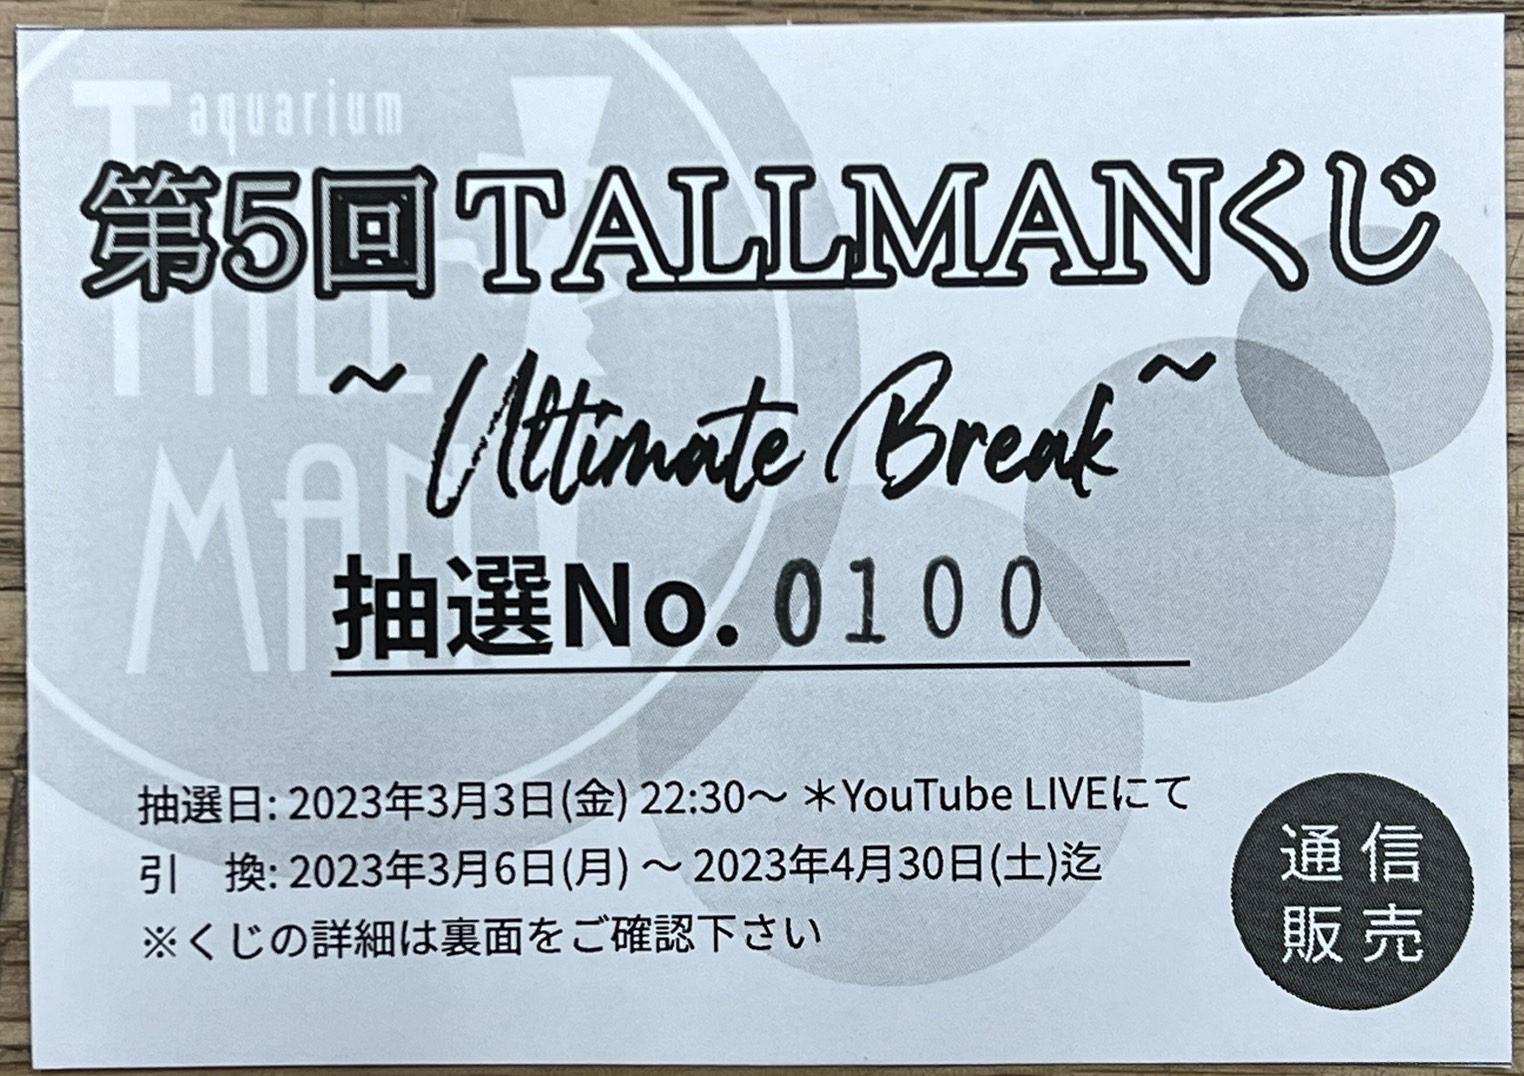 aquarium
TALL
MAN
第5回 TALLMANくじ
~ Ultimate Break ~
抽選No. 0100
抽選日: 2023年3月3日(金) 22:30～ ＊YouTube LIVEにて
引　換: 2023年3月6日(月) ～ 2023年4月30日(土)迄
※くじの詳細は裏面をご確認下さい
通信
販売